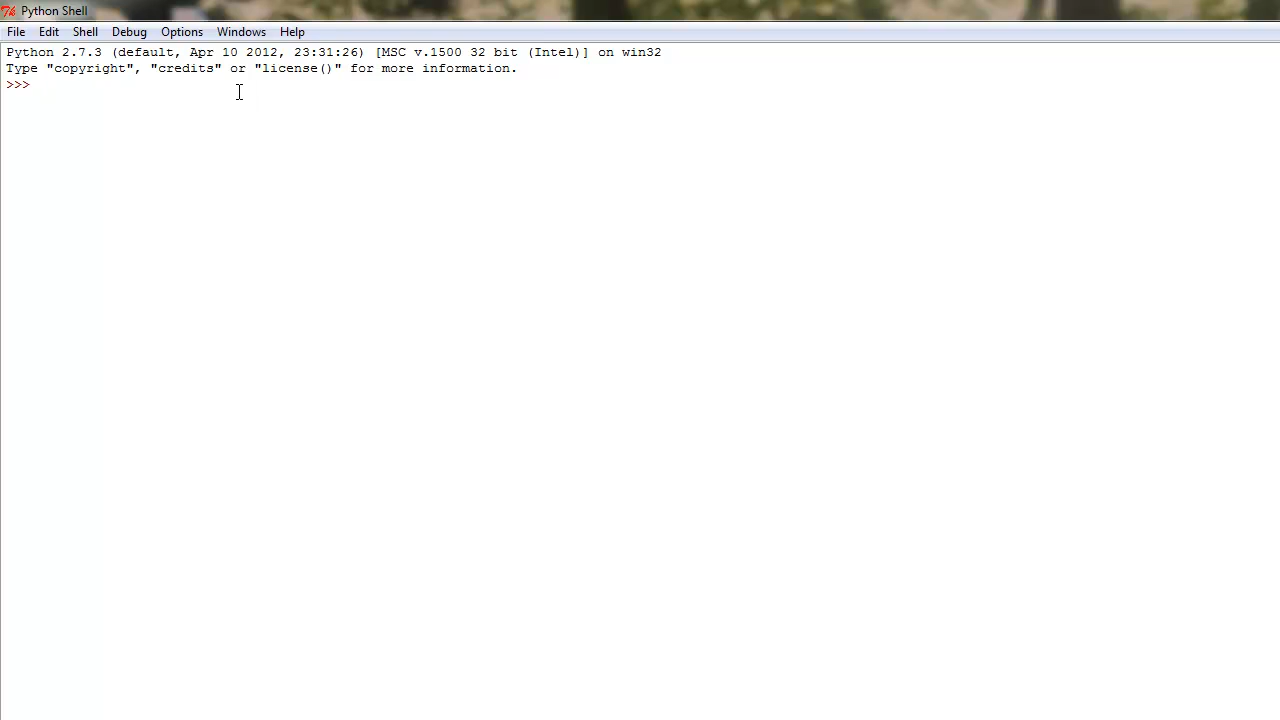 Python Shell
File Edit Shell Debug Options Windows Help
Python 2.7.3 (default, Apr 10 2012, 23:31:26) [MSC v.1500 32 bit (Intel)] on win32
Type "copyright", "credits" or "license()" for more information.
>>>